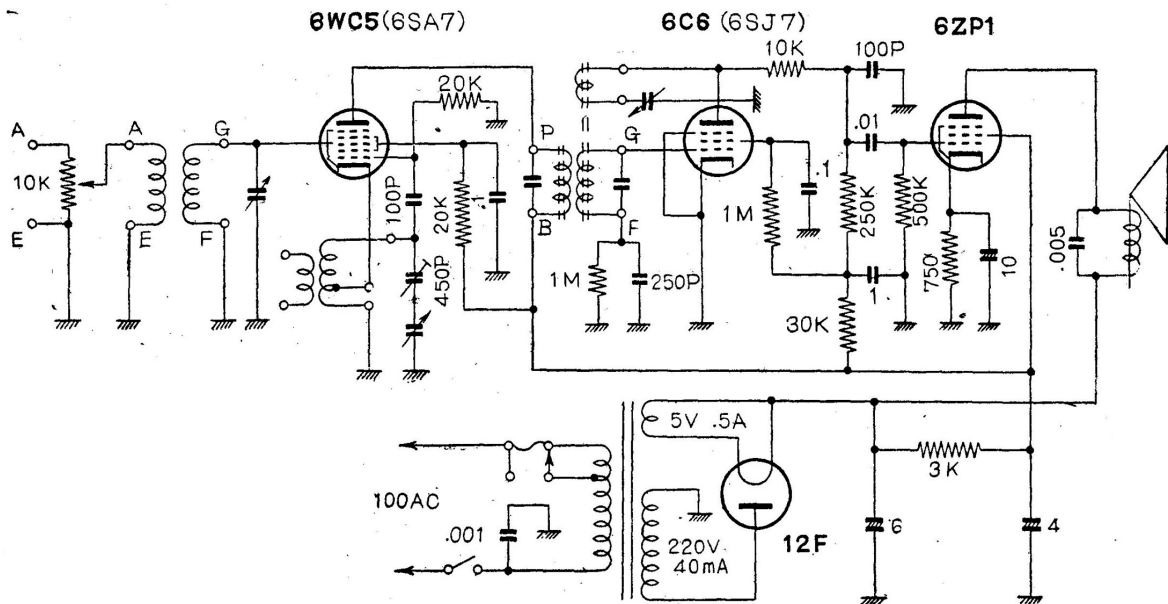 6WC5(6SA7)
6C6 (6SJ7)
6ZP1
10K
100P
20K
A
A
G
P
G
.01
10K
100P
20K
.1
.1
1M
250K
500K
E
E
F
B
F
450P
1M
250P
1
750
10
.005
30K
5V .5A
3K
100AC
.001
220V
40mA
12F
6
4